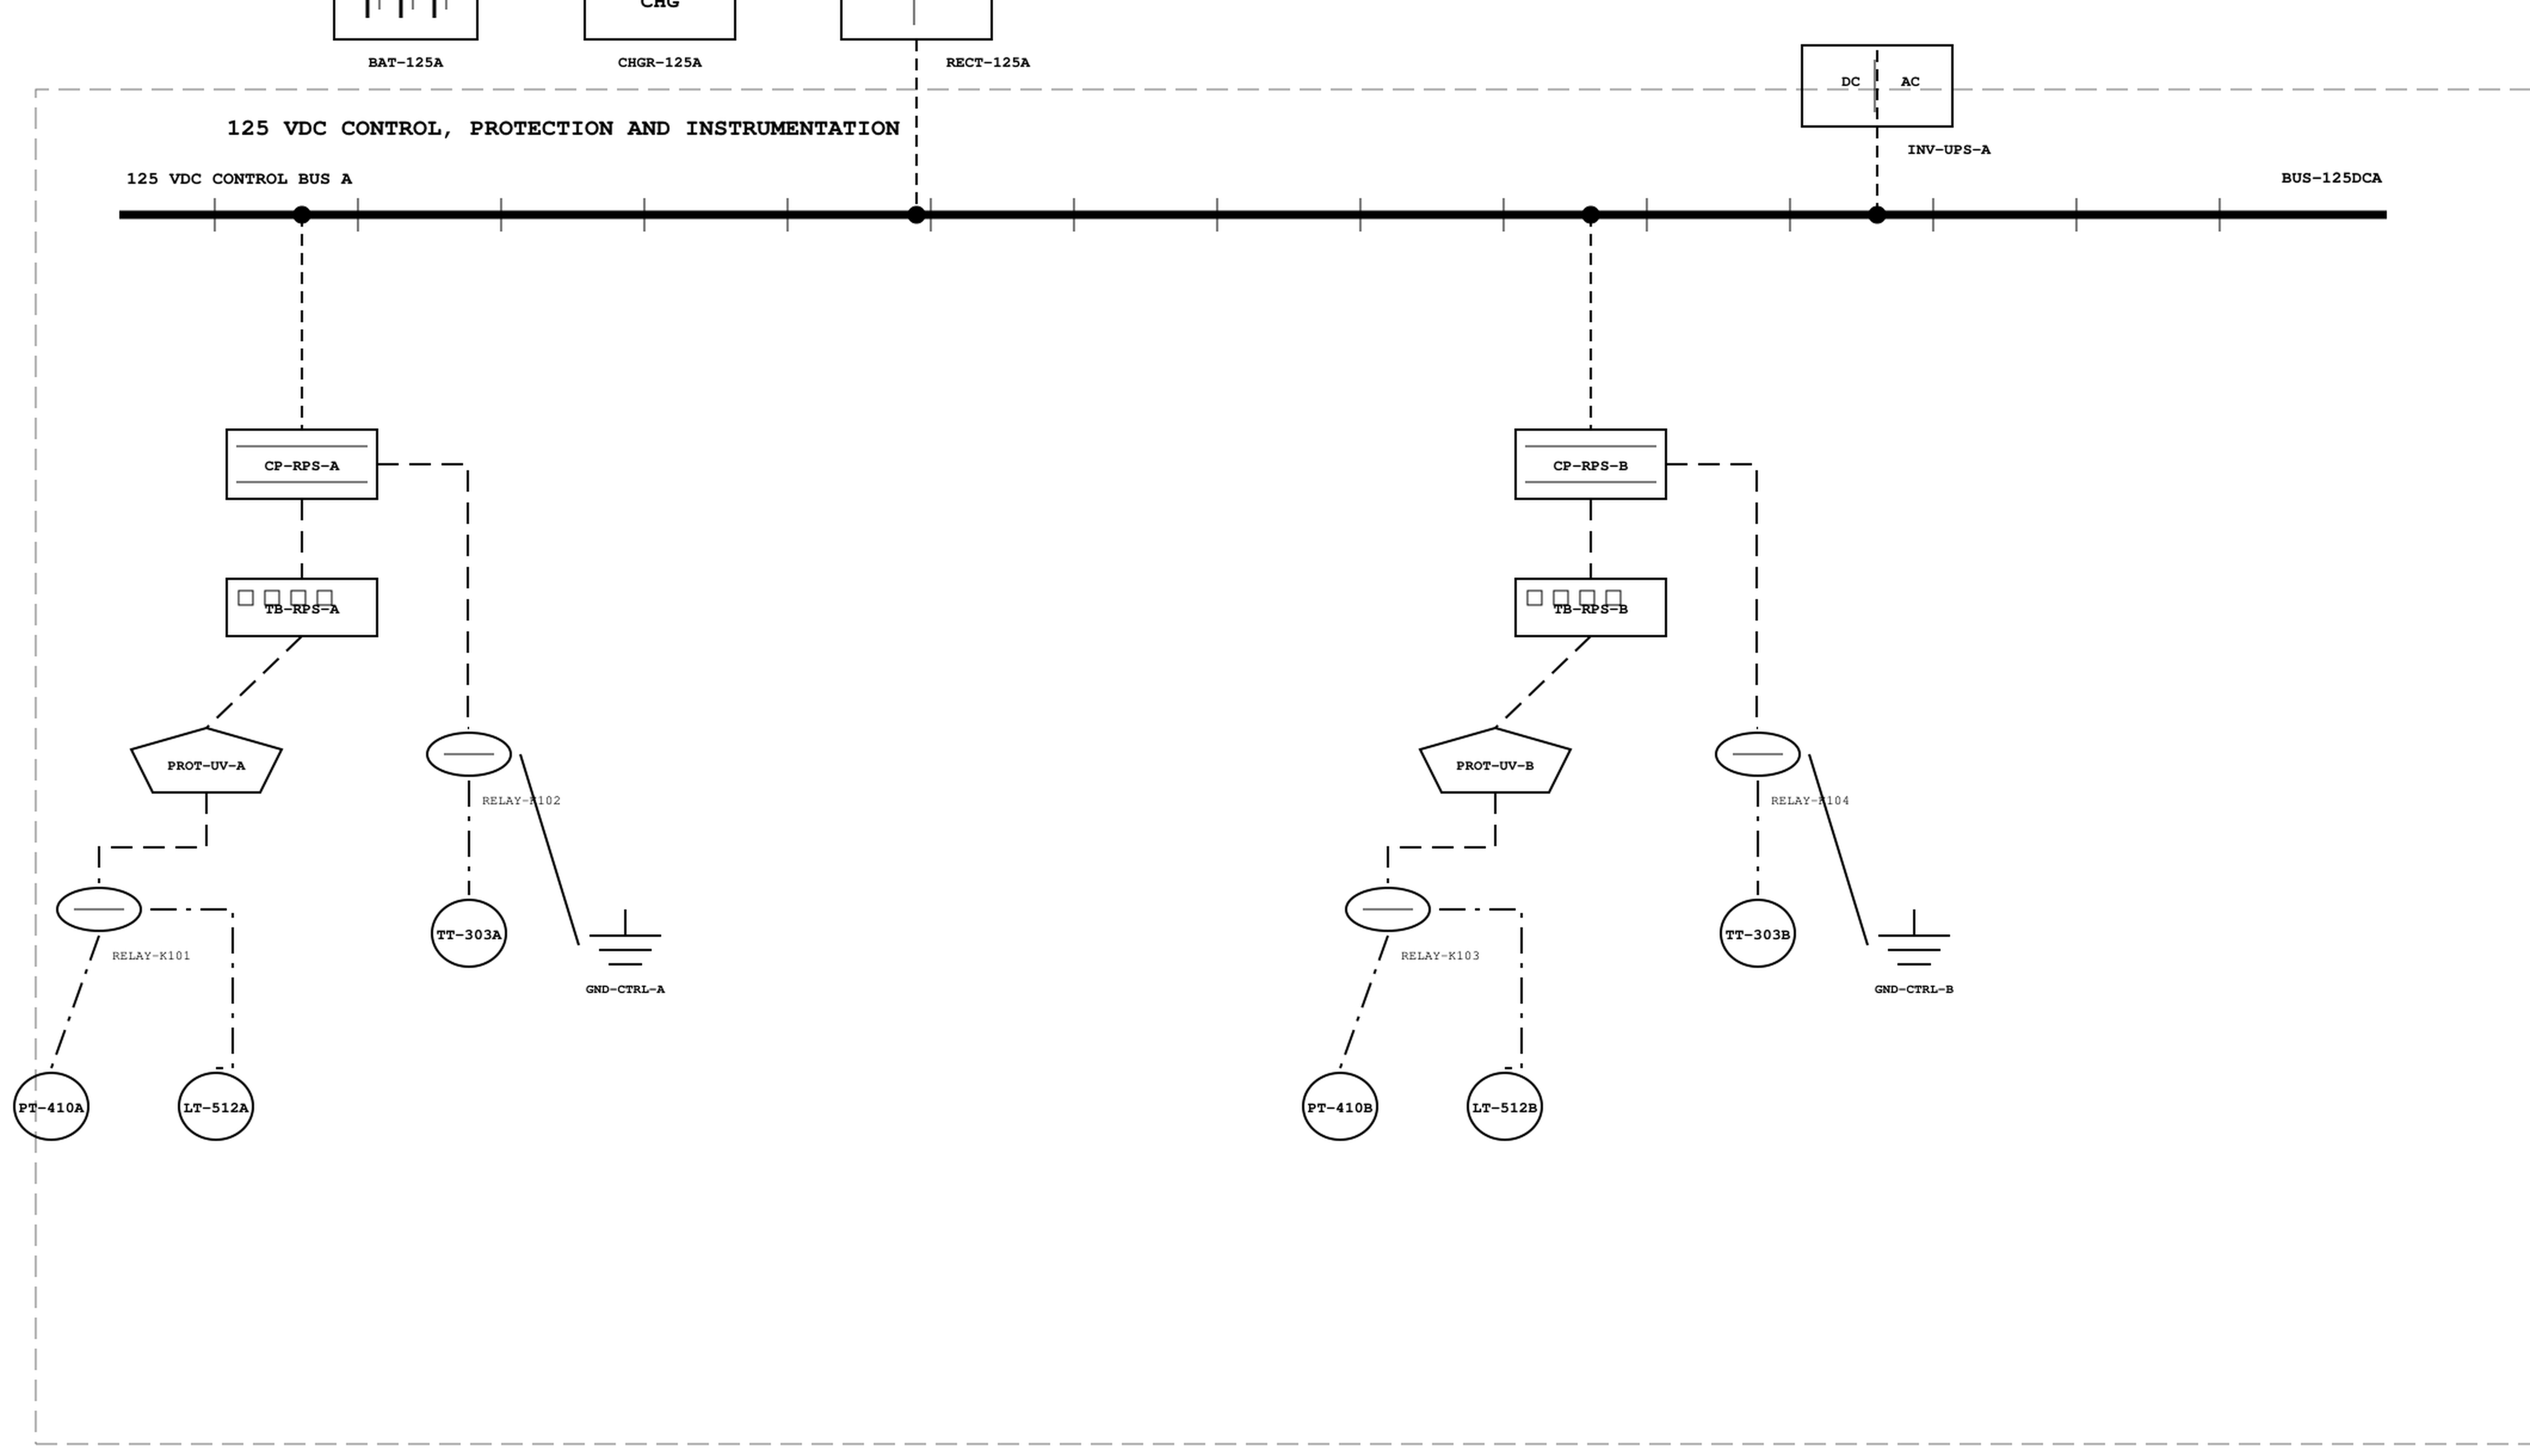 CHG
BAT-125A
CHGR-125A
RECT-125A
DC
AC
125 VDC CONTROL, PROTECTION AND INSTRUMENTATION
INV-UPS-A
125 VDC CONTROL BUS A
BUS-125DCA
CP-RPS-A
CP-RPS-B
TB-RPS-A
TB-RPS-B
PROT-UV-A
PROT-UV-B
RELAY-K102
RELAY-K104
TT-303A
TT-303B
RELAY-K101
RELAY-K103
GND-CTRL-A
GND-CTRL-B
PT-410A
LT-512A
PT-410B
LT-512B